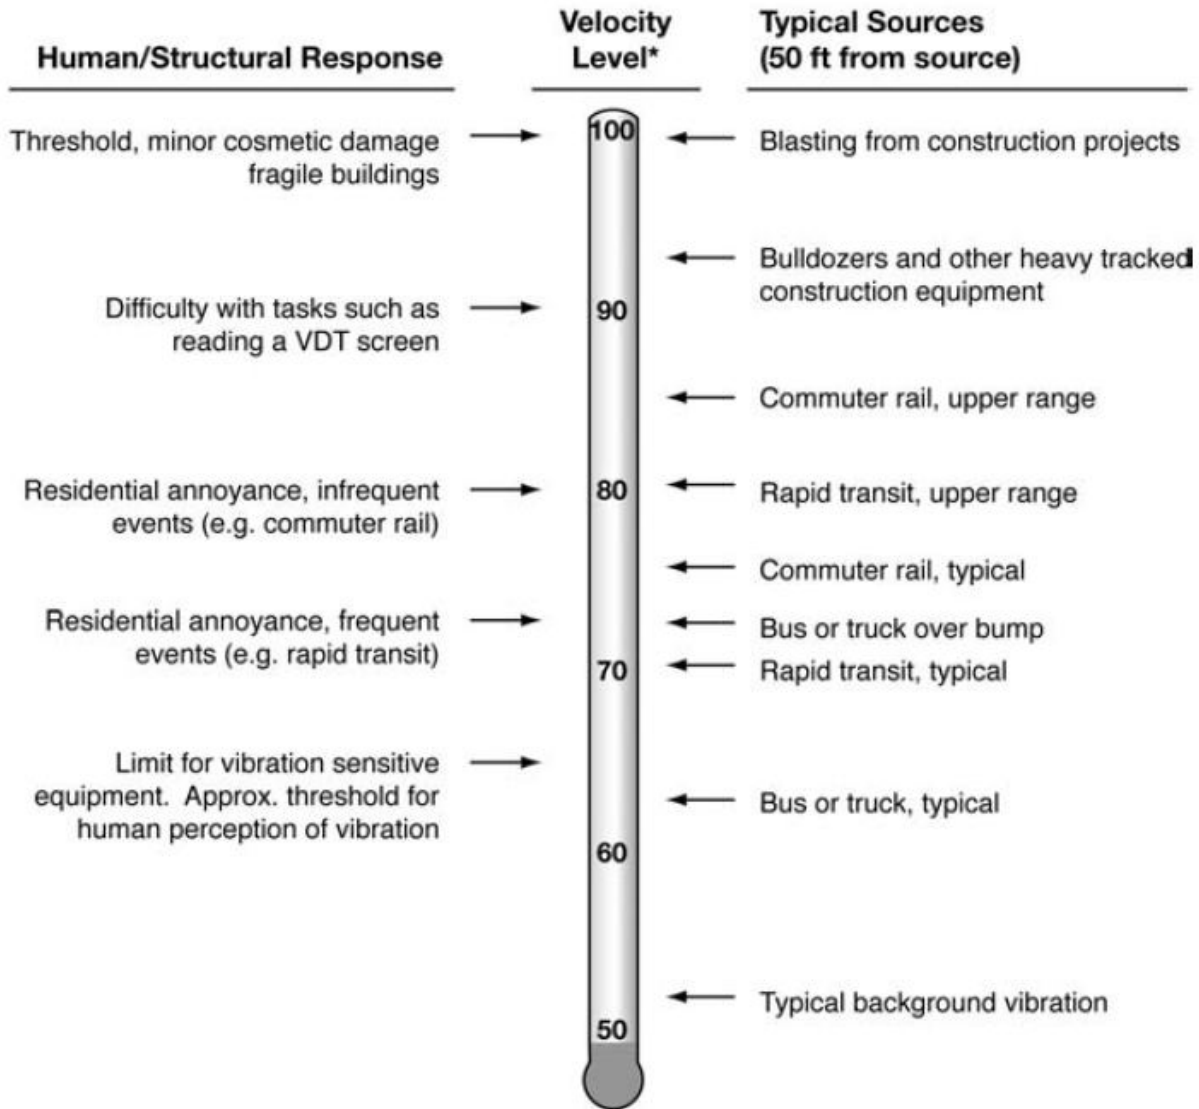 Human/Structural Response
Velocity
Level*
Typical Sources
(50 ft from source)
Threshold, minor cosmetic damage
fragile buildings
100
Blasting from construction projects
Bulldozers and other heavy tracked
construction equipment
Difficulty with tasks such as
reading a VDT screen
90
Commuter rail, upper range
Residential annoyance, infrequent
events (e.g. commuter rail)
80
Rapid transit, upper range
Commuter rail, typical
Residential annoyance, frequent
events (e.g. rapid transit)
Bus or truck over bump
70
Rapid transit, typical
Limit for vibration sensitive
equipment.  Approx. threshold for
human perception of vibration
Bus or truck, typical
60
Typical background vibration
50